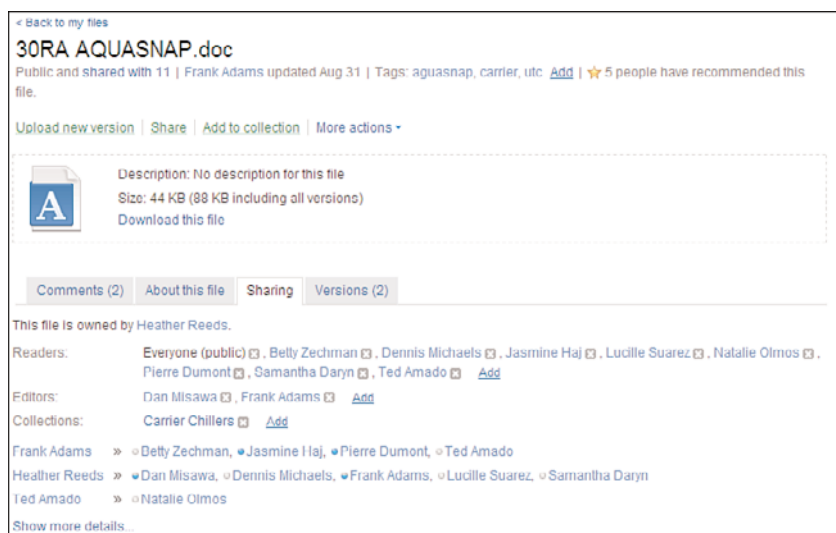 < Back to my files
30RA AQUASNAP.doc
Public and shared with 11 | Frank Adams updated Aug 31 | Tags: aquasnap, carrier, utc Add | 5 people have recommended this
file.
Upload new version | Share | Add to collection | More actions
Description: No description for this file
Size: 44 KB (88 KB including all versions)
Download this file
A
Comments (2) About this file Sharing Versions (2)
This file is owned by Heather Reeds.
Readers: Everyone (public) , Betty Zechman , Dennis Michaels , Jasmine Haj , Lucille Suarez , Natalie Olmos ,
Pierre Dumont , Samantha Daryn , Ted Amado Add
Editors: Dan Misawa , Frank Adams Add
Collections: Carrier Chillers Add
Frank Adams » Betty Zechman, Jasmine Haj, Pierre Dumont, Ted Amado
Heather Reeds » Dan Misawa, Dennis Michaels, Frank Adams, Lucille Suarez, Samantha Daryn
Ted Amado » Natalie Olmos
Show more details...